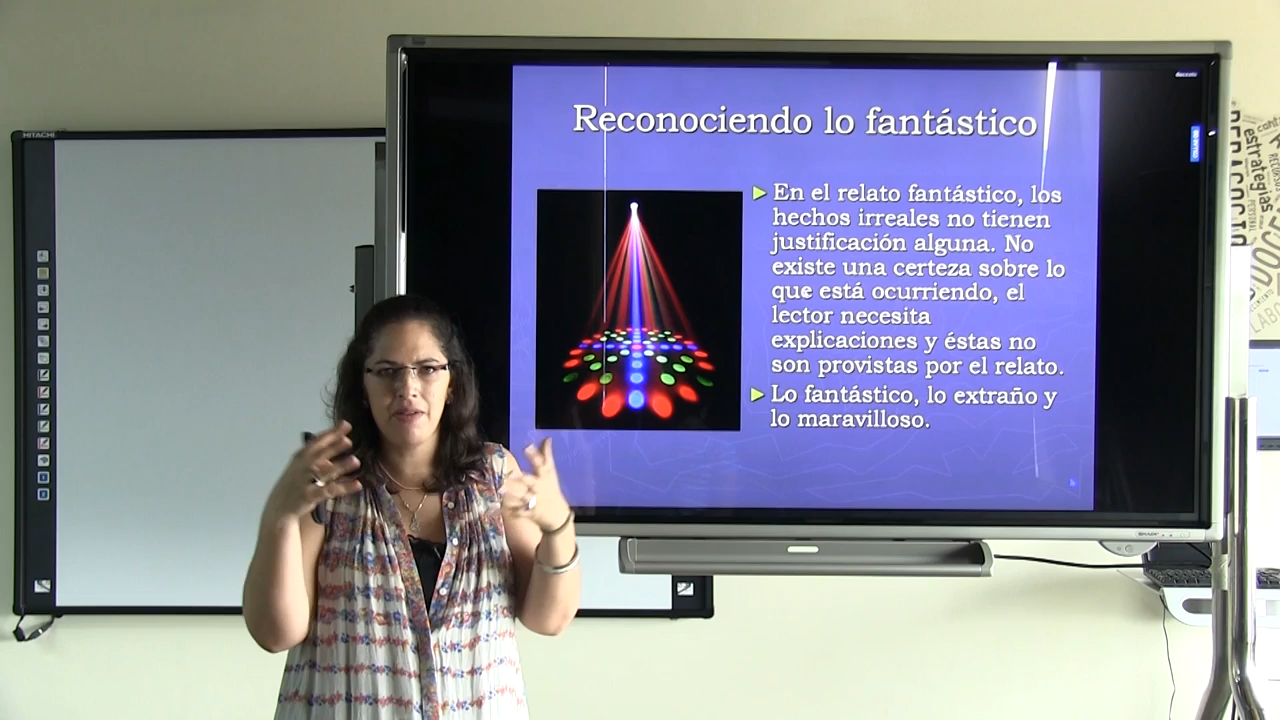 HITACHI
Reconociendo lo fantástico
En el relato fantástico, los
hechos irreales no tienen
justificación alguna. No
existe una certeza sobre lo
que está ocurriendo, el
lector necesita
explicaciones y éstas no
son provistas por el relato.
Lo fantástico, lo extraño y
lo maravilloso.
SHARP
estrategias
PERSONAL